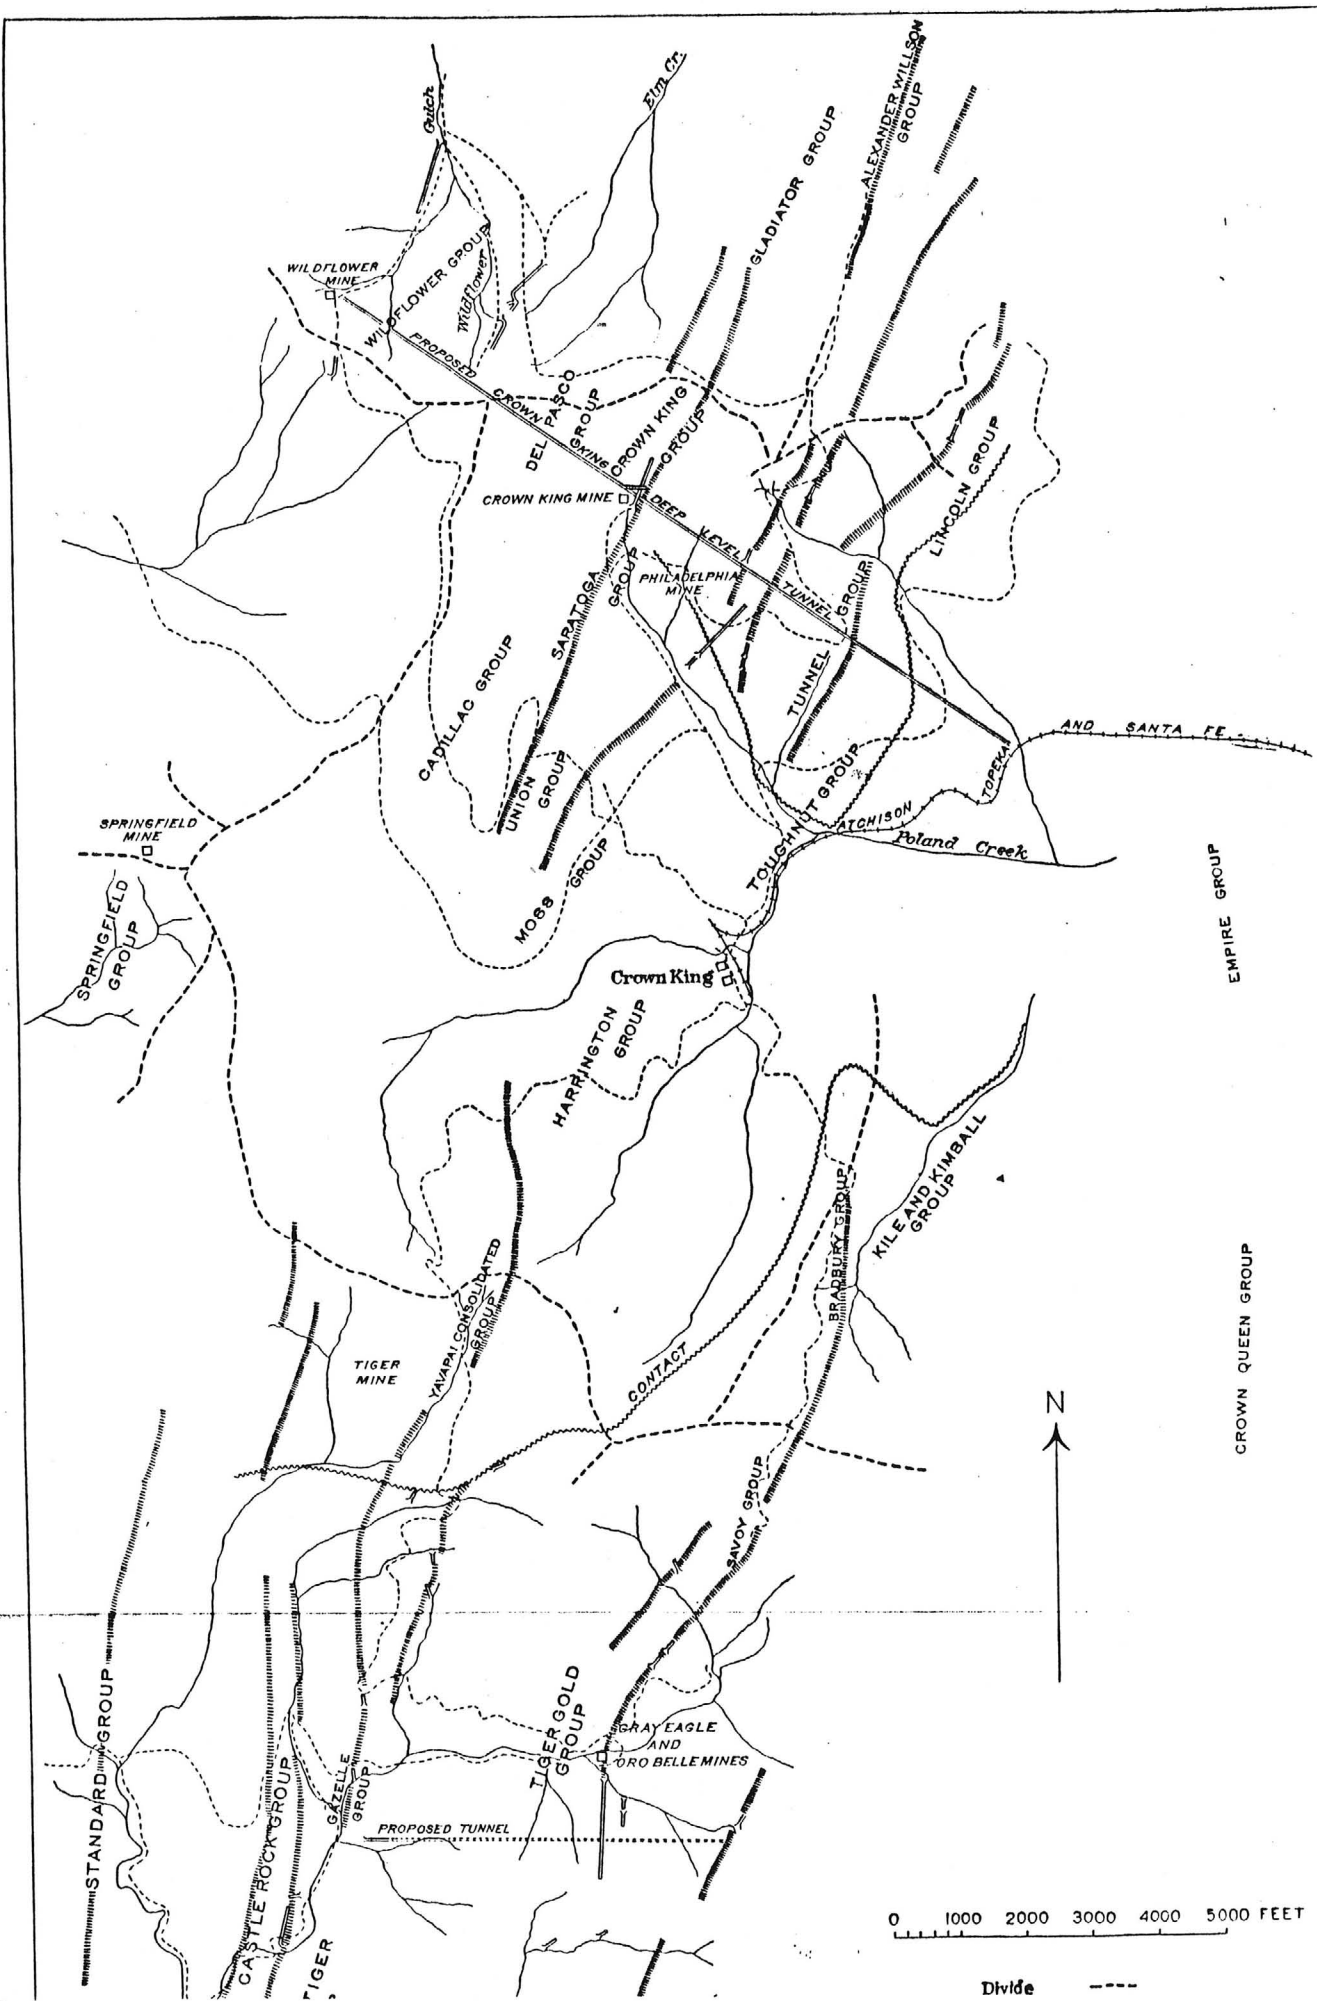 Gulch
Elm Cr.
ALEXANDER WILLSON
GROUP
GLADIATOR GROUP
WILDFLOWER
MINE
WILDFLOWER GROUP
Wildflower
PROPOSED CROWN KING DEEP LEVEL TUNNEL
DEL PASCO
GROUP
CROWN KING
GROUP
CROWN KING MINE
LINCOLN GROUP
PHILADELPHIA
MINE
SARATOGA
GROUP
TUNNEL
GROUP
CADILLAC GROUP
UNION
GROUP
TOUGHNUT GROUP
ATCHISON TOPEKA AND SANTA FE
Poland Creek
SPRINGFIELD
MINE
SPRINGFIELD
GROUP
MOSS GROUP
EMPIRE GROUP
Crown King
HARRINGTON
GROUP
KILE AND KIMBALL
GROUP
BRADBURY GROUP
YAVAPAI CONSOLIDATED
GROUP
TIGER
MINE
CONTACT
CROWN QUEEN GROUP
N
SAVOY GROUP
STANDARD GROUP
TIGER GOLD
GROUP
GRAY EAGLE
AND
ORO BELLE MINES
CASTLE ROCK GROUP
GAZELLE
GROUP
PROPOSED TUNNEL
TIGER
0 1000 2000 3000 4000 5000 FEET
Divide